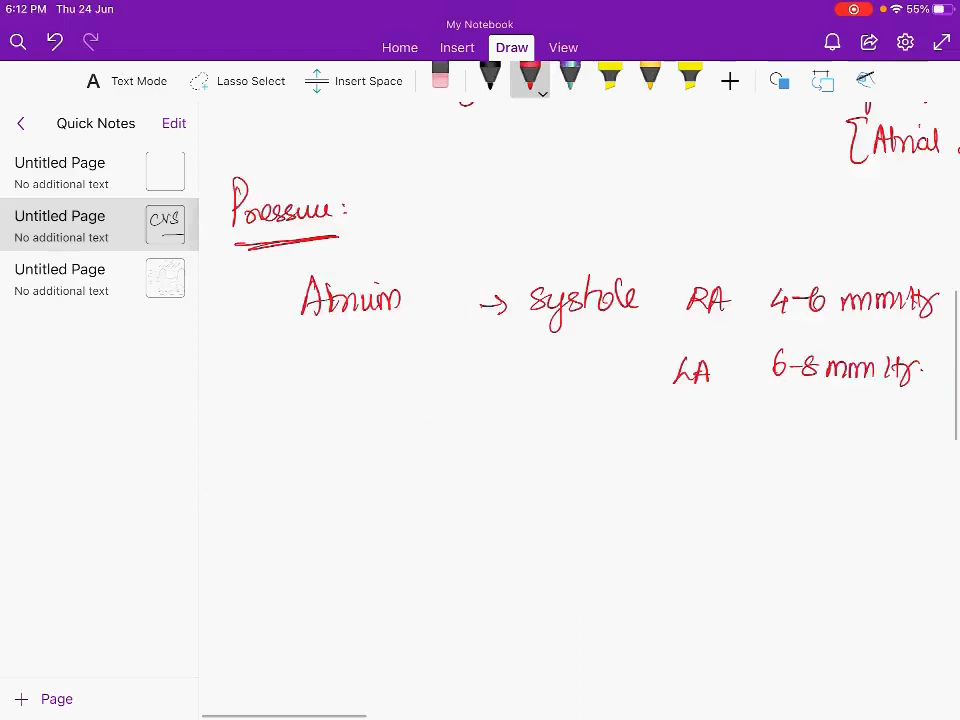 6:12 PM Thu 24 Jun
55%
My Notebook
Home Insert Draw View
Text Mode Lasso Select Insert Space
Quick Notes Edit
Untitled Page
No additional text
Untitled Page
No additional text
CNS
Untitled Page
No additional text
Page
{Atrial
Pressure:
Atrium → systole RA 4-6 mmHg
LA 6-8 mmHg.